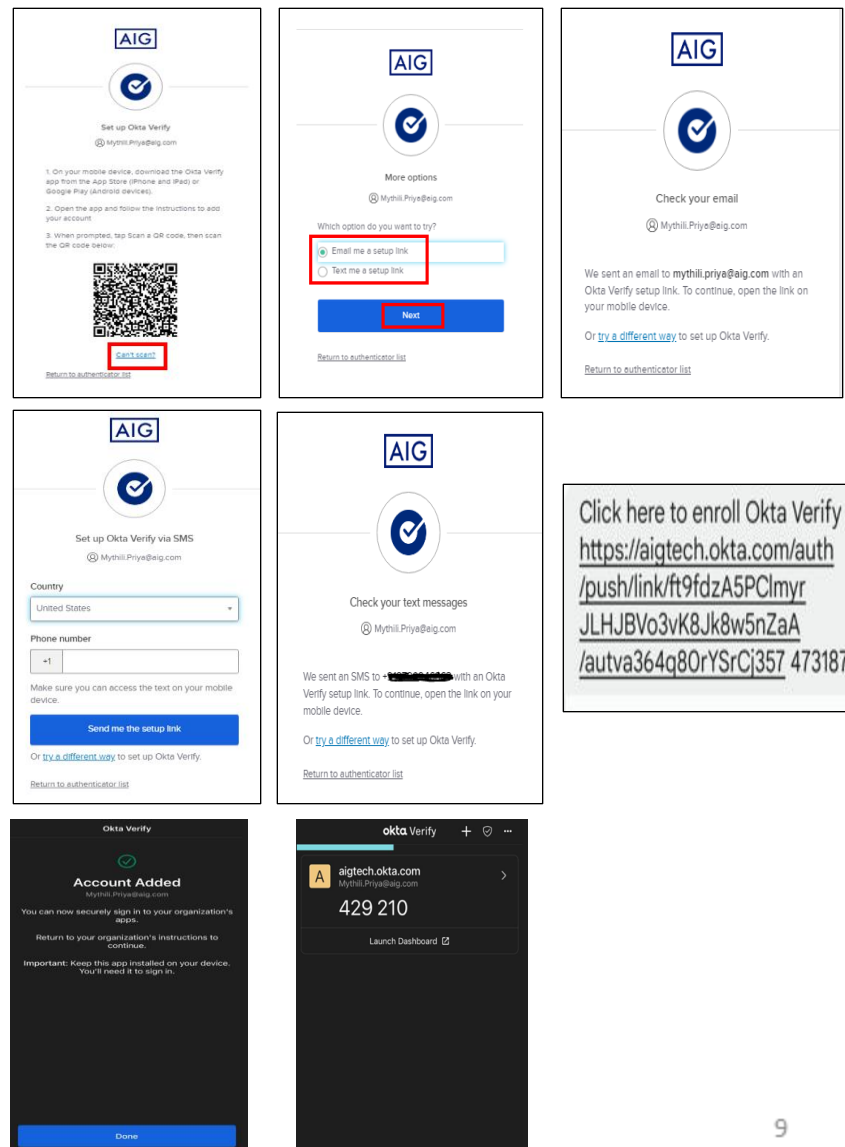 AIG
Set up Okta Verify
Mythili.Priya@aig.com
1. On your mobile device, download the Okta Verify
app from the App Store (iPhone and iPad) or
Google Play (Android devices).
2. Open the app and follow the instructions to add
your account
3. When prompted, tap Scan a QR code, then scan
the QR code below:
Can't scan?
Return to authenticator list
AIG
More options
Mythili.Priya@aig.com
Which option do you want to try?
Email me a setup link
Text me a setup link
Next
Return to authenticator list
AIG
Check your email
Mythili.Priya@aig.com
We sent an email to mythili.priya@aig.com with an
Okta Verify setup link. To continue, open the link on
your mobile device.
Or try a different way to set up Okta Verify.
Return to authenticator list
AIG
Set up Okta Verify via SMS
Mythili.Priya@aig.com
Country
United States
Phone number
+1
Make sure you can access the text on your mobile
device.
Send me the setup link
Or try a different way to set up Okta Verify.
Return to authenticator list
AIG
Check your text messages
Mythili.Priya@aig.com
We sent an SMS to + with an Okta
Verify setup link. To continue, open the link on your
mobile device.
Or try a different way to set up Okta Verify.
Return to authenticator list
Click here to enroll Okta Verify
https://aigtech.okta.com/auth
/push/link/ft9fdzA5PClmyr
JLHJBVo3vK8Jk8w5nZaA
/autva364q8OrYSrCj357 473187
Okta Verify
Account Added
Mythili.Priya@aig.com
You can now securely sign in to your organization's
apps.
Return to your organization's instructions to
continue.
Important: Keep this app installed on your device.
You'll need it to sign in.
Done
okta Verify
A
aigtech.okta.com
Mythili.Priya@aig.com
429 210
Launch Dashboard
9